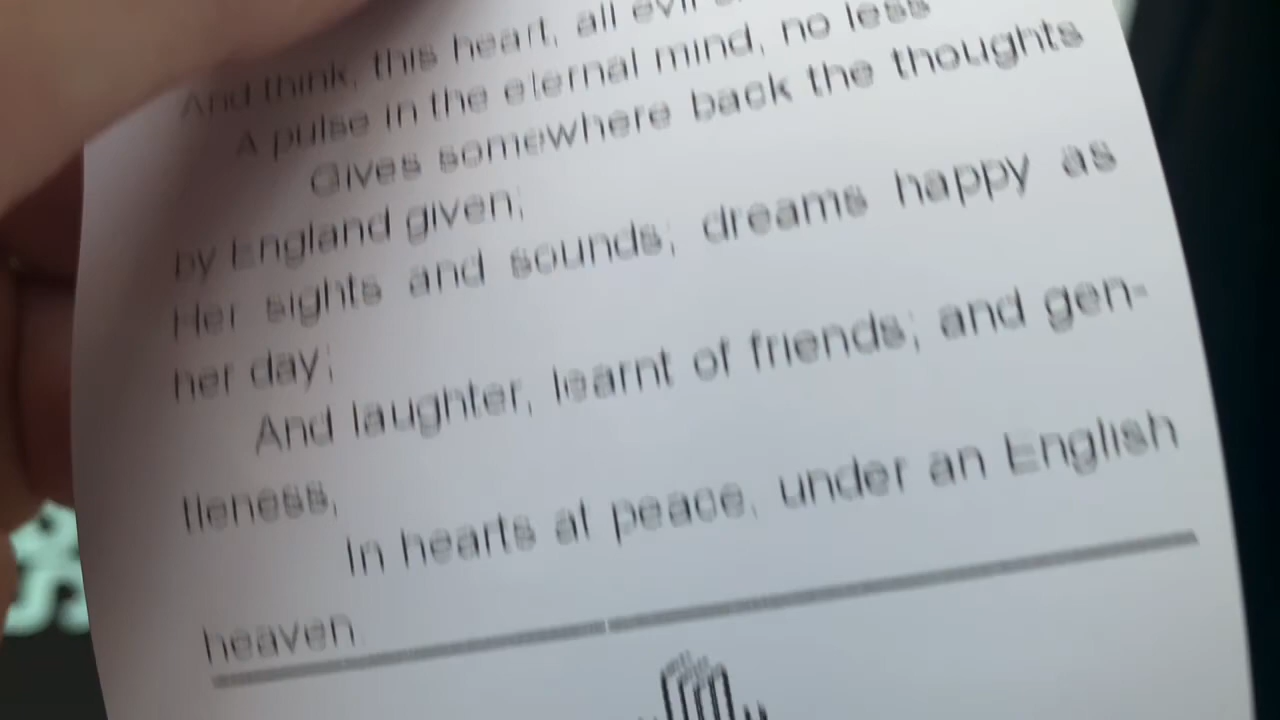 And think, this heart, all evil
A pulse in the eternal mind, no less
Gives somewhere back the thoughts
by England given;
Her sights and sounds; dreams happy as
her day;
And laughter, learnt of friends; and gen-
tleness,
In hearts at peace, under an English
heaven.